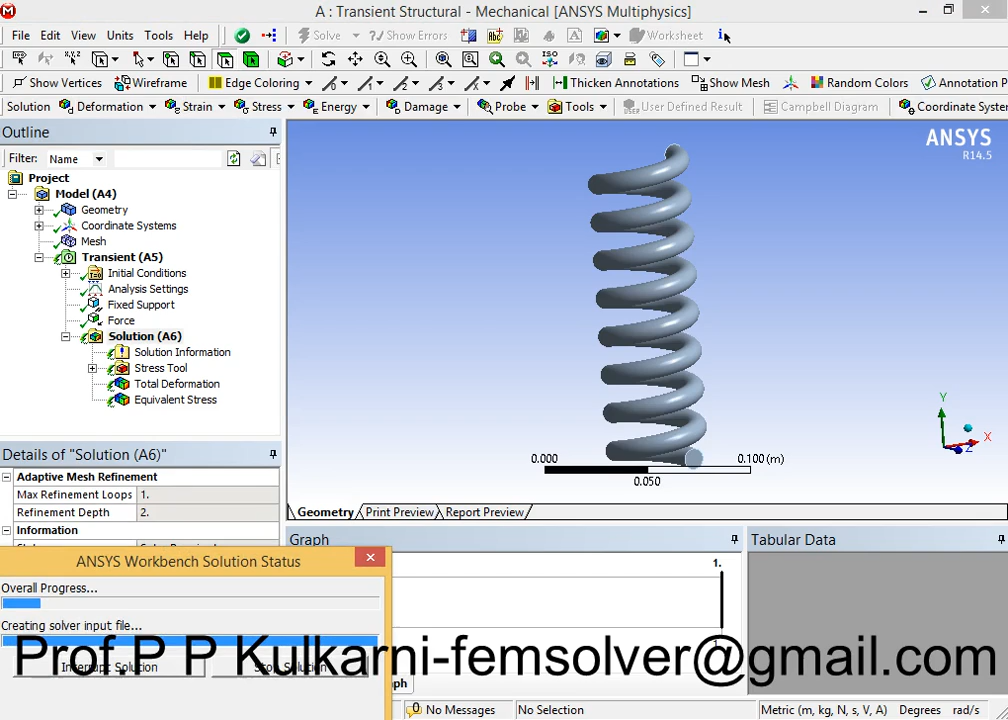 A : Transient Structural - Mechanical [ANSYS Multiphysics]
File Edit View Units Tools Help Solve Show Errors Worksheet
Show Vertices Wireframe Edge Coloring Thicken Annotations Show Mesh Random Colors Annotation P
Solution Deformation Strain Stress Energy Damage Probe Tools User Defined Result Campbell Diagram Coordinate Syste
Outline
Filter: Name
Project
Model (A4)
Geometry
Coordinate Systems
Mesh
Transient (A5)
Initial Conditions
Analysis Settings
Fixed Support
Force
Solution (A6)
Solution Information
Stress Tool
Total Deformation
Equivalent Stress
Details of "Solution (A6)"
Adaptive Mesh Refinement
Max Refinement Loops 1.
Refinement Depth 2.
Information
ANSYS Workbench Solution Status
Overall Progress...
Creating solver input file...
Interrupt Solution Stop Solution
Prof.P P Kulkarni-femsolver@gmail.com
ANSYS
R14.5
Y
X
Z
0.000 0.100 (m)
0.050
Geometry Print Preview Report Preview
Graph
1.
Tabular Data
No Messages No Selection Metric (m, kg, N, s, V, A) Degrees rad/s